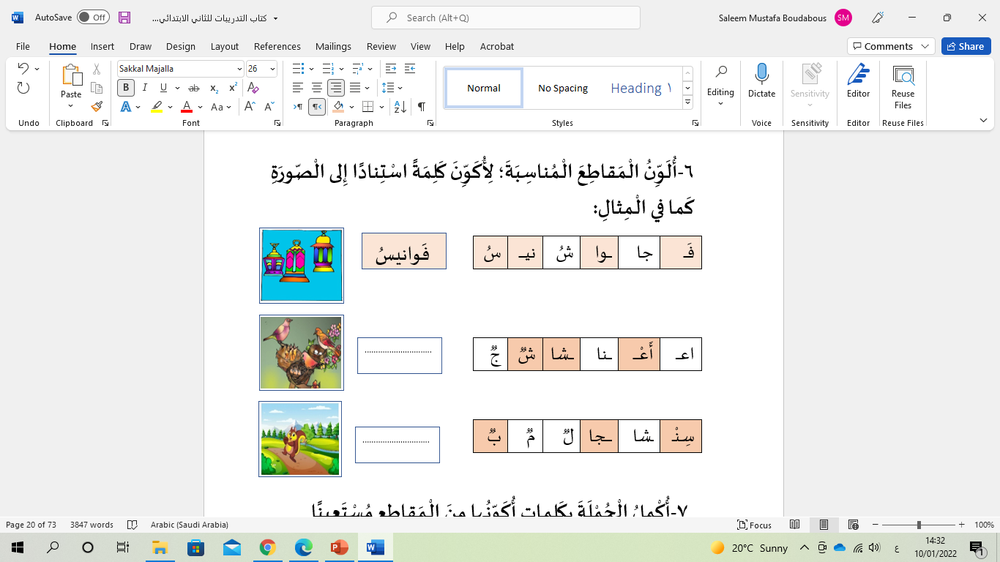 AutoSave Off كتاب التدريبات للثاني الابتدائي... Search (Alt+Q) Saleem Mustafa Boudabous SM
File Home Insert Draw Design Layout References Mailings Review View Help Acrobat Comments Share
Sakkal Majalla 26
Paste
Normal
No Spacing
Heading 1
Editing
Dictate
Sensitivity
Editor
Reuse Files
Undo Clipboard Font Paragraph Styles Voice Sensitivity Editor Reuse Files
٦-أُلَوِّنُ الْمَقاطِعَ الْمُناسِبَةَ؛ لِأُكَوِّنَ كَلِمَةً اسْتِنادًا إِلى الْصّورَةِ
كَما في الْمِثالِ:
فَـ جا ـوا شُ نيـ سُ فَوانيسُ
اعـ أَعْـ ـنا ـشا شٌ جٌ ..............................
سِنْـ ـشا ـجا لٌ مٌ بٌ ..............................
٧-أُكْمِلُ الْجُمْلَةَ بِكَلِماتٍ أُكَوِّنُها مِنَ الْمَقاطِعِ مُسْتَعينًا
Page 20 of 73 3847 words Arabic (Saudi Arabia) Focus 100%
20°C Sunny ع 14:32
10/01/2022 1